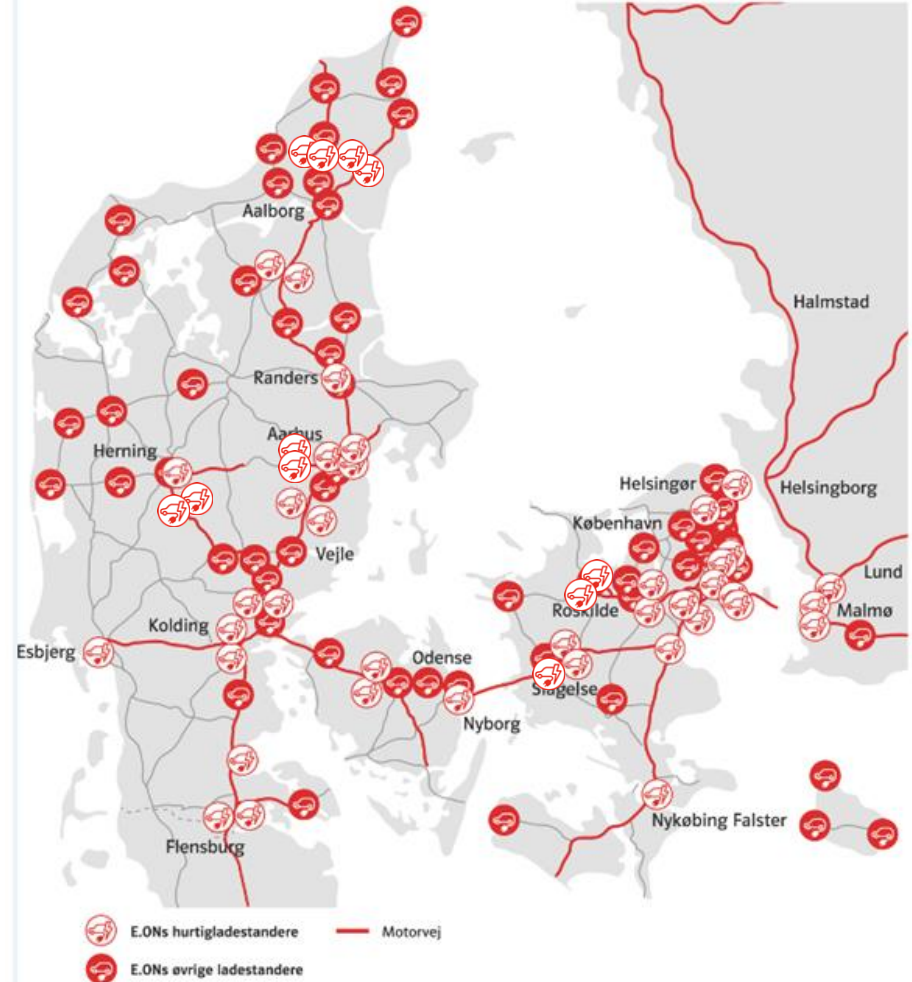 Aalborg
Halmstad
Randers
Aarhus
Herning
Helsingør
Helsingborg
København
Vejle
Lund
Roskilde
Malmø
Kolding
Esbjerg
Odense
Slagelse
Nyborg
Nykøbing Falster
Flensburg
E.ONs hurtigladestandere
Motorvej
E.ONs øvrige ladestandere